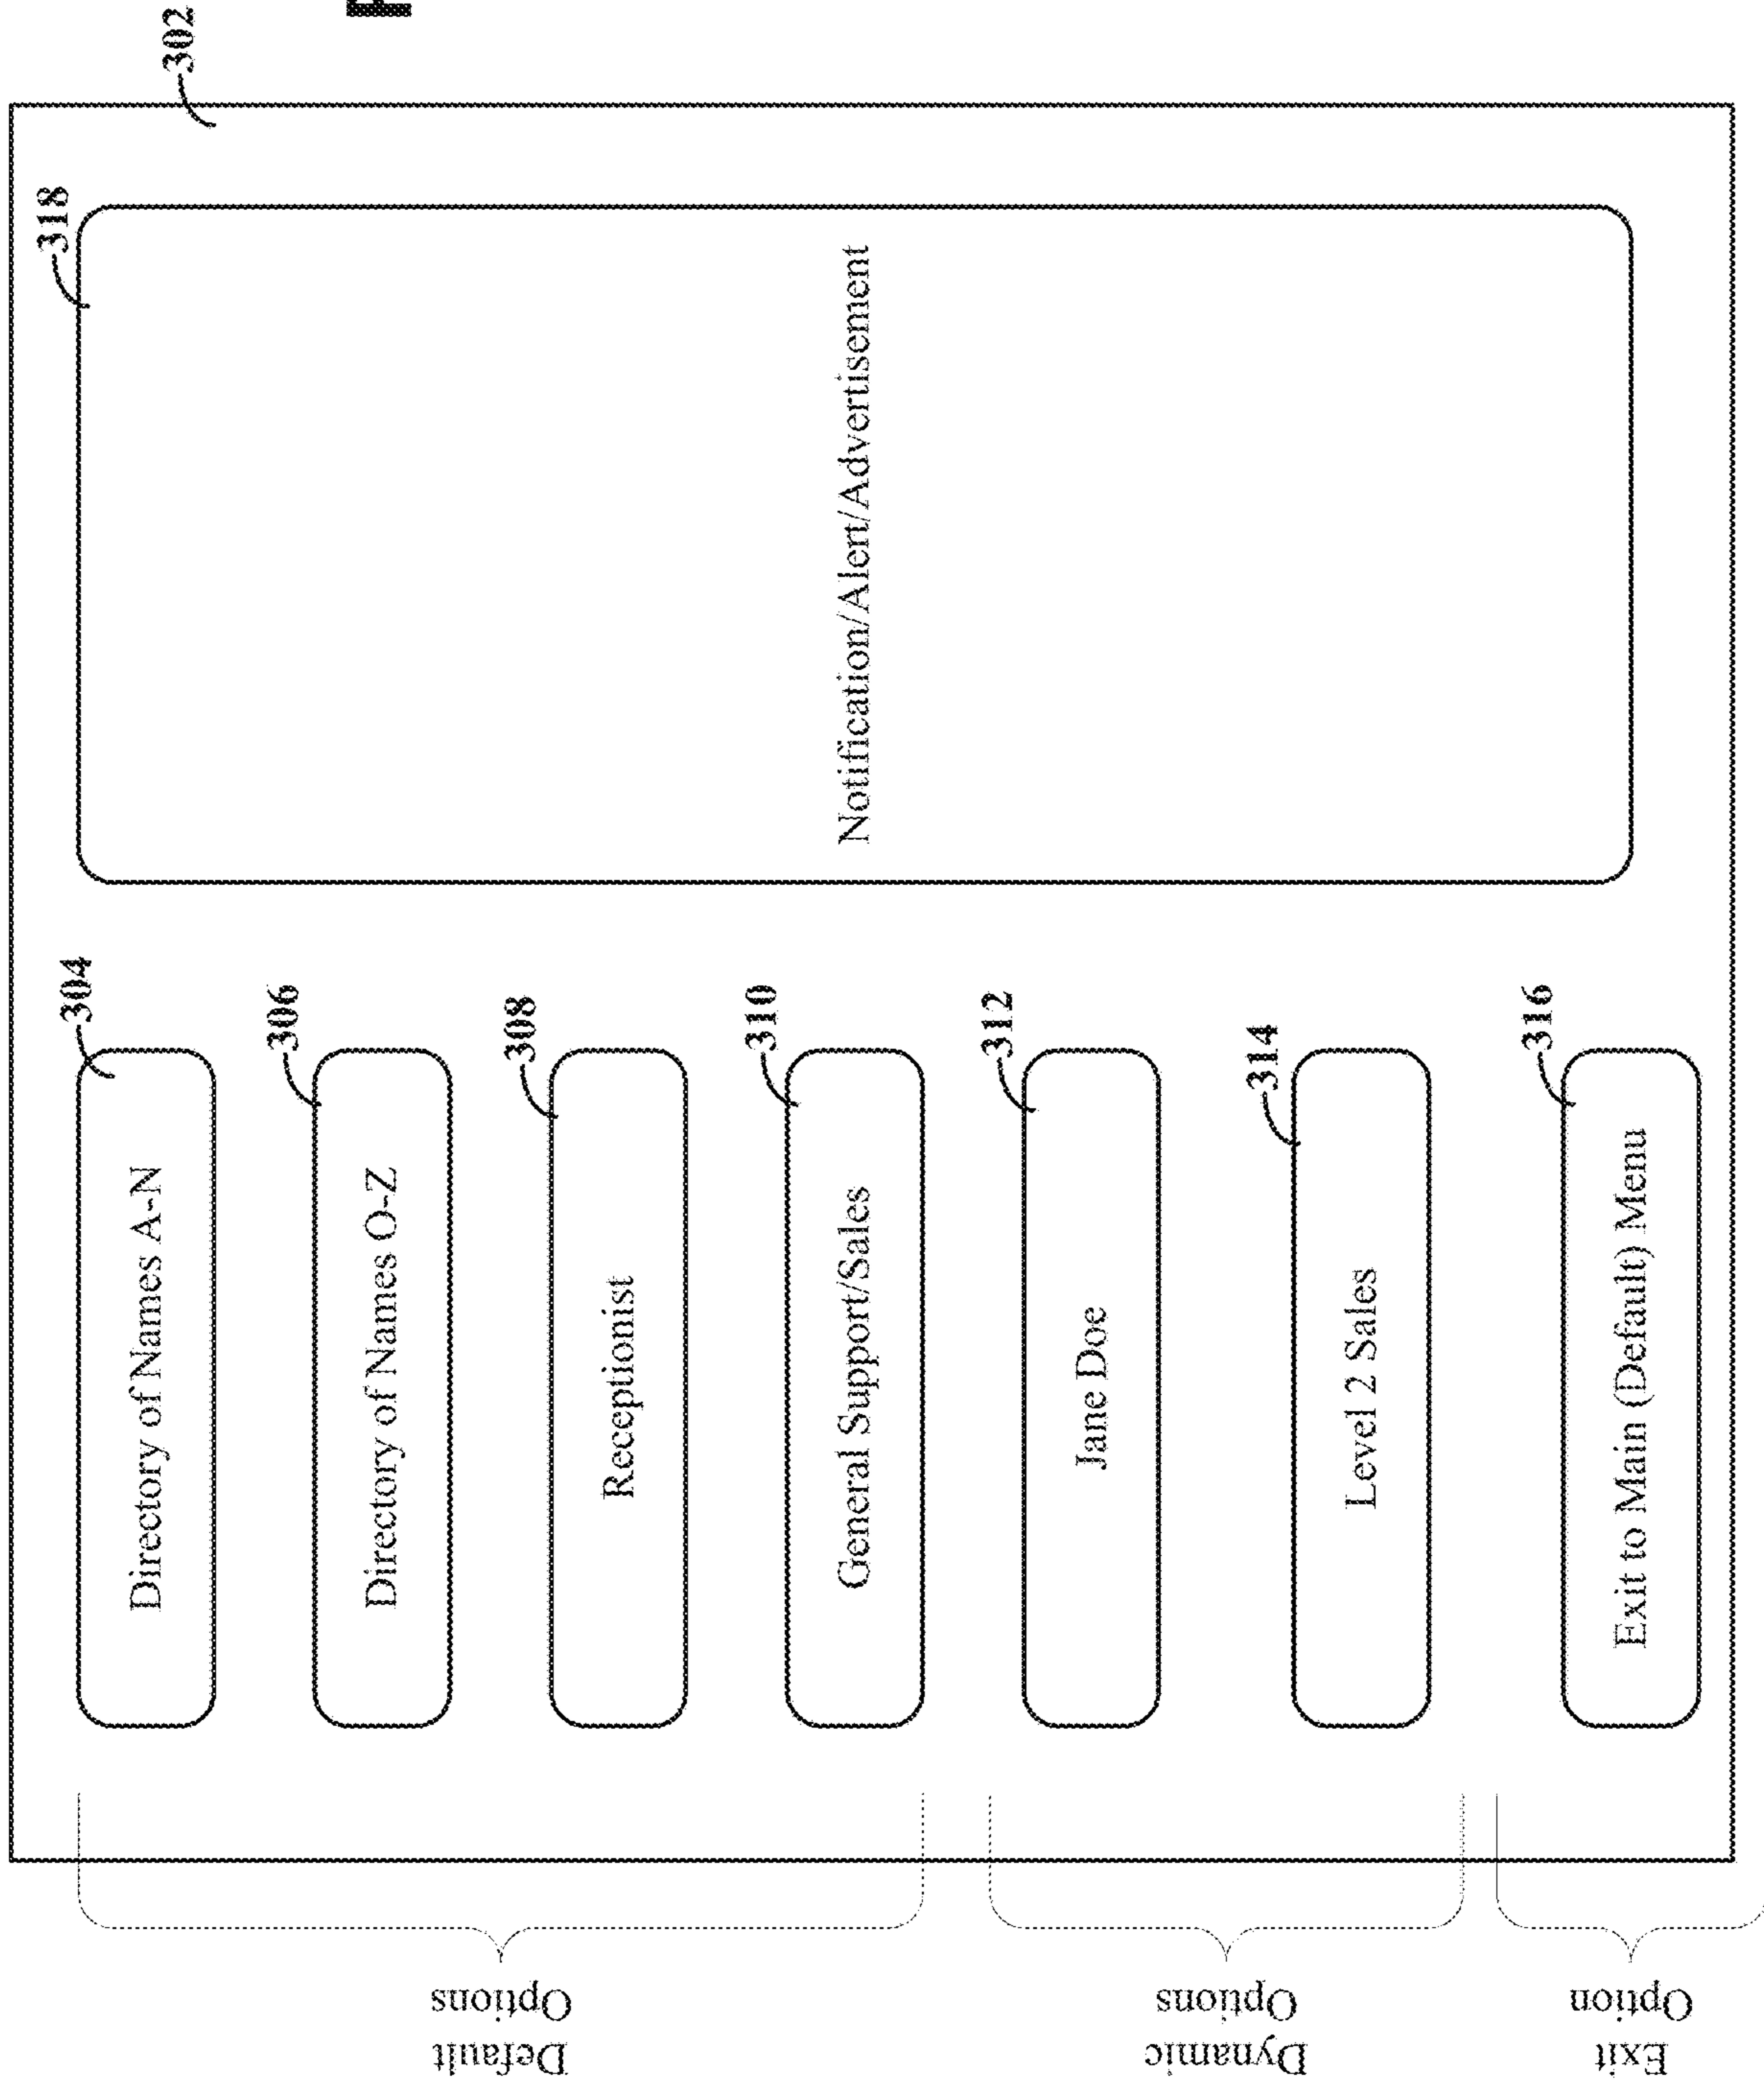 302
318
Notification/Alert/Advertisement
304
Directory of Names A-N
306
Directory of Names O-Z
308
Receptionist
310
General Support/Sales
312
Jane Doe
314
Level 2 Sales
316
Exit to Main (Default) Menu
Default
Options
Dynamic
Options
Exit
Option